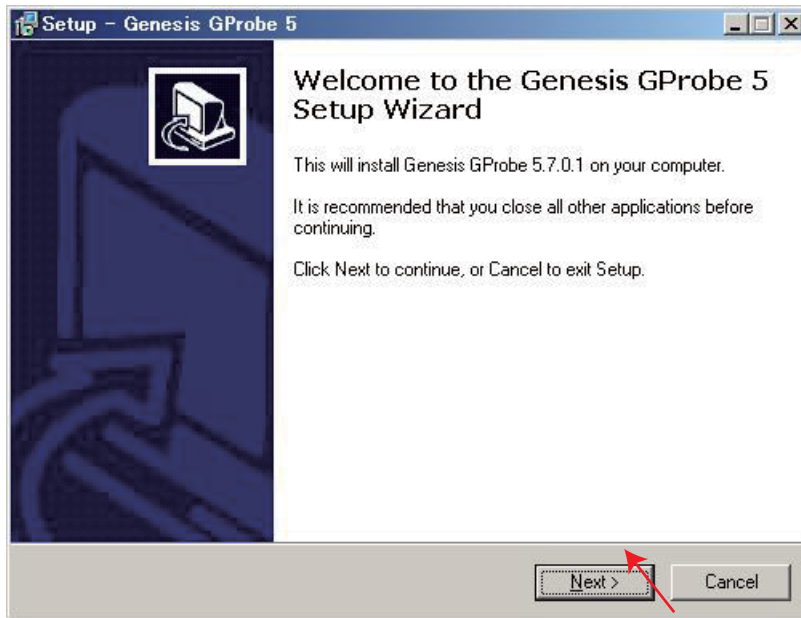 Setup - Genesis GProbe 5
Welcome to the Genesis GProbe 5
Setup Wizard
This will install Genesis GProbe 5.7.0.1 on your computer.
It is recommended that you close all other applications before
continuing.
Click Next to continue, or Cancel to exit Setup.
Next >
Cancel